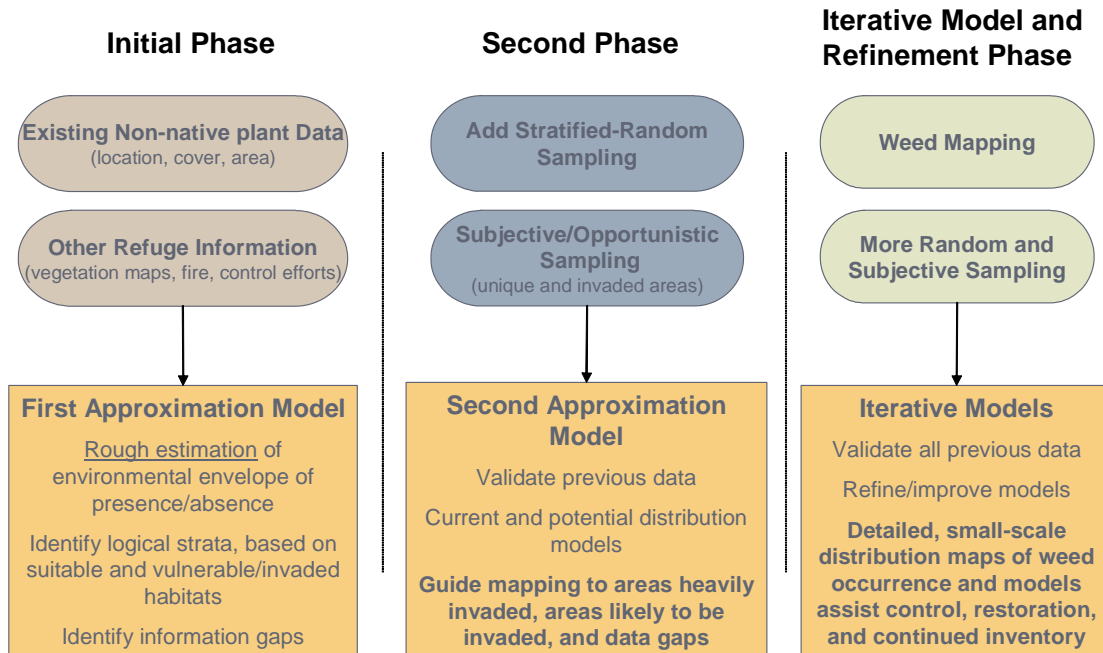 Initial Phase
Existing Non-native plant Data
(location, cover, area)
Other Refuge Information
(vegetation maps, fire, control efforts)
First Approximation Model
Rough estimation of
environmental envelope of
presence/absence
Identify logical strata, based on
suitable and vulnerable/invaded
habitats
Identify information gaps
Second Phase
Add Stratified-Random
Sampling
Subjective/Opportunistic
Sampling
(unique and invaded areas)
Second Approximation
Model
Validate previous data
Current and potential distribution
models
Guide mapping to areas heavily
invaded, areas likely to be
invaded, and data gaps
Iterative Model and
Refinement Phase
Weed Mapping
More Random and
Subjective Sampling
Iterative Models
Validate all previous data
Refine/improve models
Detailed, small-scale
distribution maps of weed
occurrence and models
assist control, restoration,
and continued inventory